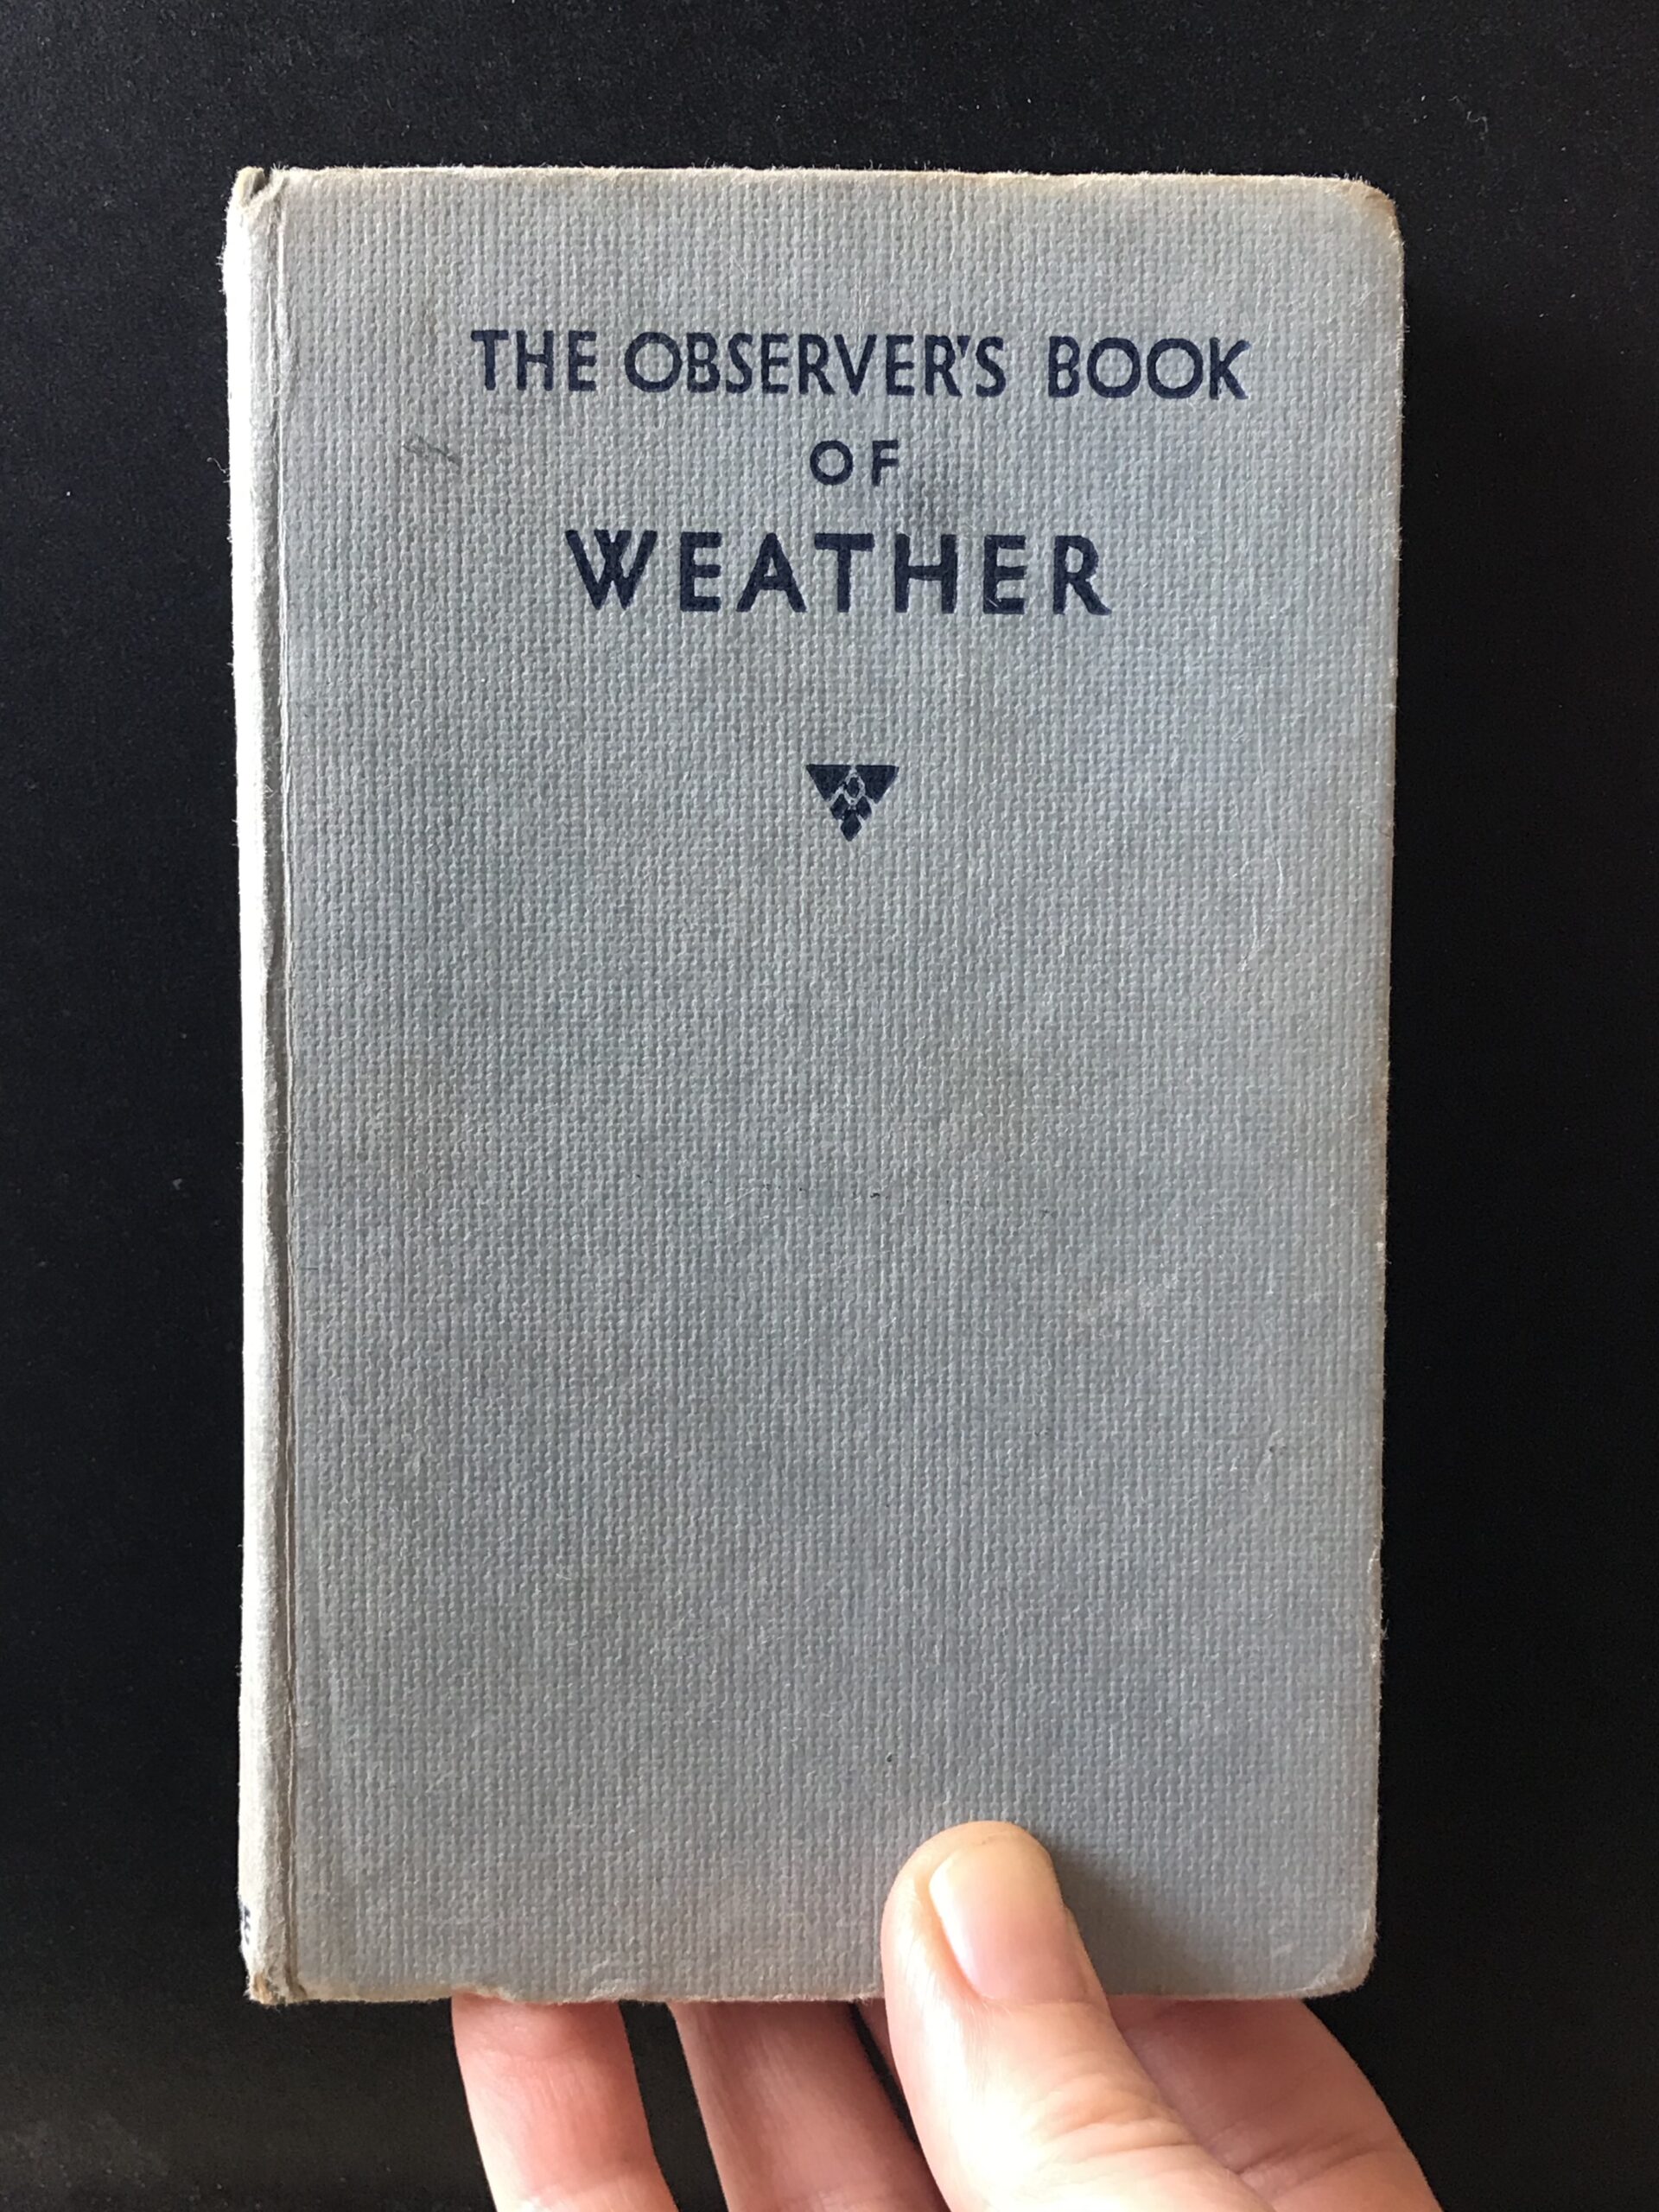 THE OBSERVER'S BOOK
OF
WEATHER